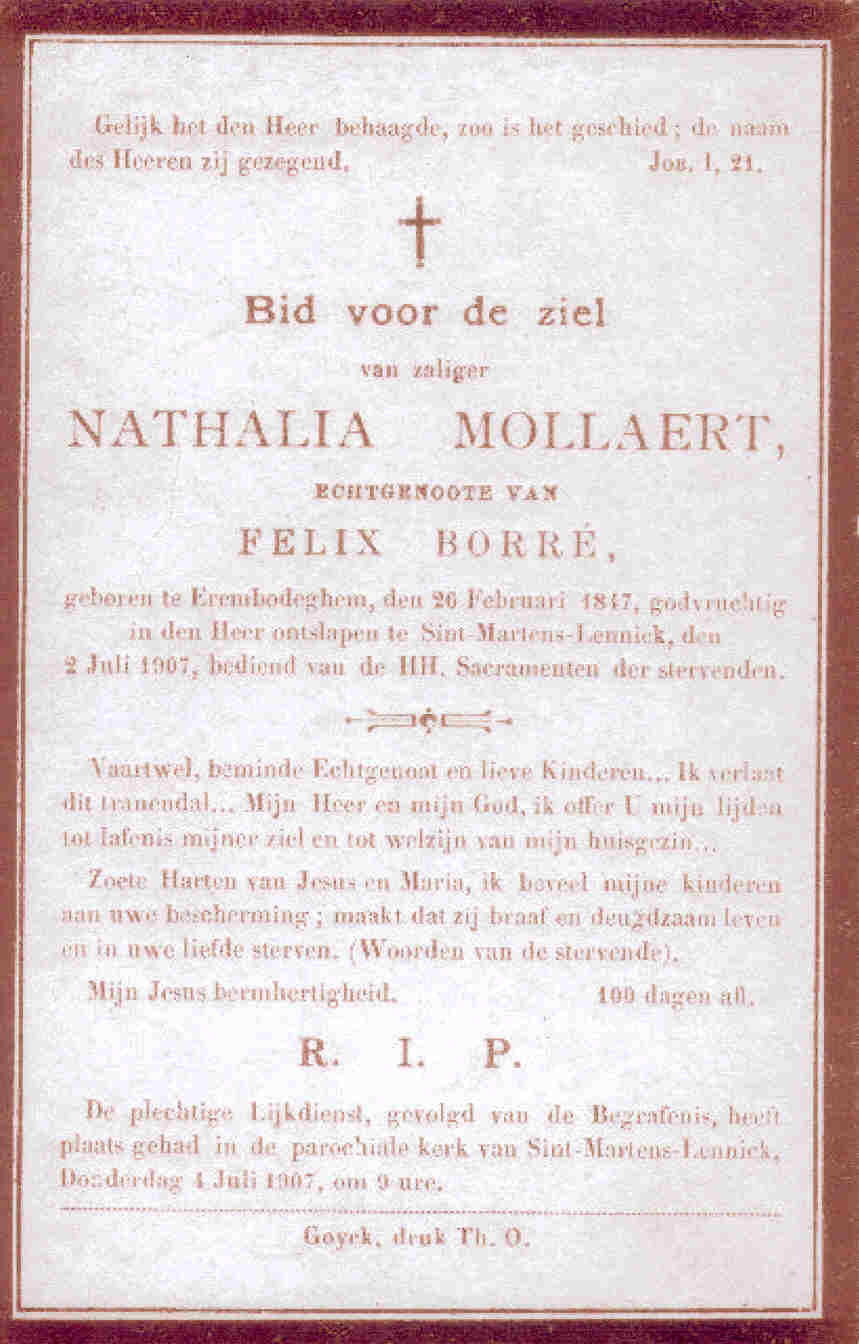 Gelijk het den Heer behaagde, zoo is het geschied ; de naam
des Heeren zij gezegend. Job. 1, 21.
Bid voor de ziel
van zaliger
NATHALIA MOLLAERT,
ECHTGENOOTE VAN
FELIX BORRÉ,
geboren te Erembodeghem, den 26 Februari 1847, godvruchtig
in den Heer ontslapen te Sint-Martens-Lennick, den
2 Juli 1907, bediend van de HH. Sacramenten der stervenden.
Vaartwel, beminde Echtgenoot en lieve Kinderen... Ik verlaat
dit tranendal... Mijn Heer en mijn God, ik offer U mijn lijden
tot lafenis mijner ziel en tot welzijn van mijn huisgezin...
Zoete Harten van Jesus en Maria, ik beveel mijne kinderen
aan uwe bescherming ; maakt dat zij braaf en deugdzaam leven
en in uwe liefde sterven. (Woorden van de stervende).
Mijn Jesus bermhertigheid. 100 dagen afl.
R. I. P.
De plechtige Lijkdienst, gevolgd van de Begrafenis, heeft
plaats gehad in de parochiale kerk van Sint-Martens-Lennick,
Donderdag 4 Juli 1907, om 9 ure.
Goyck, druk Th. O.